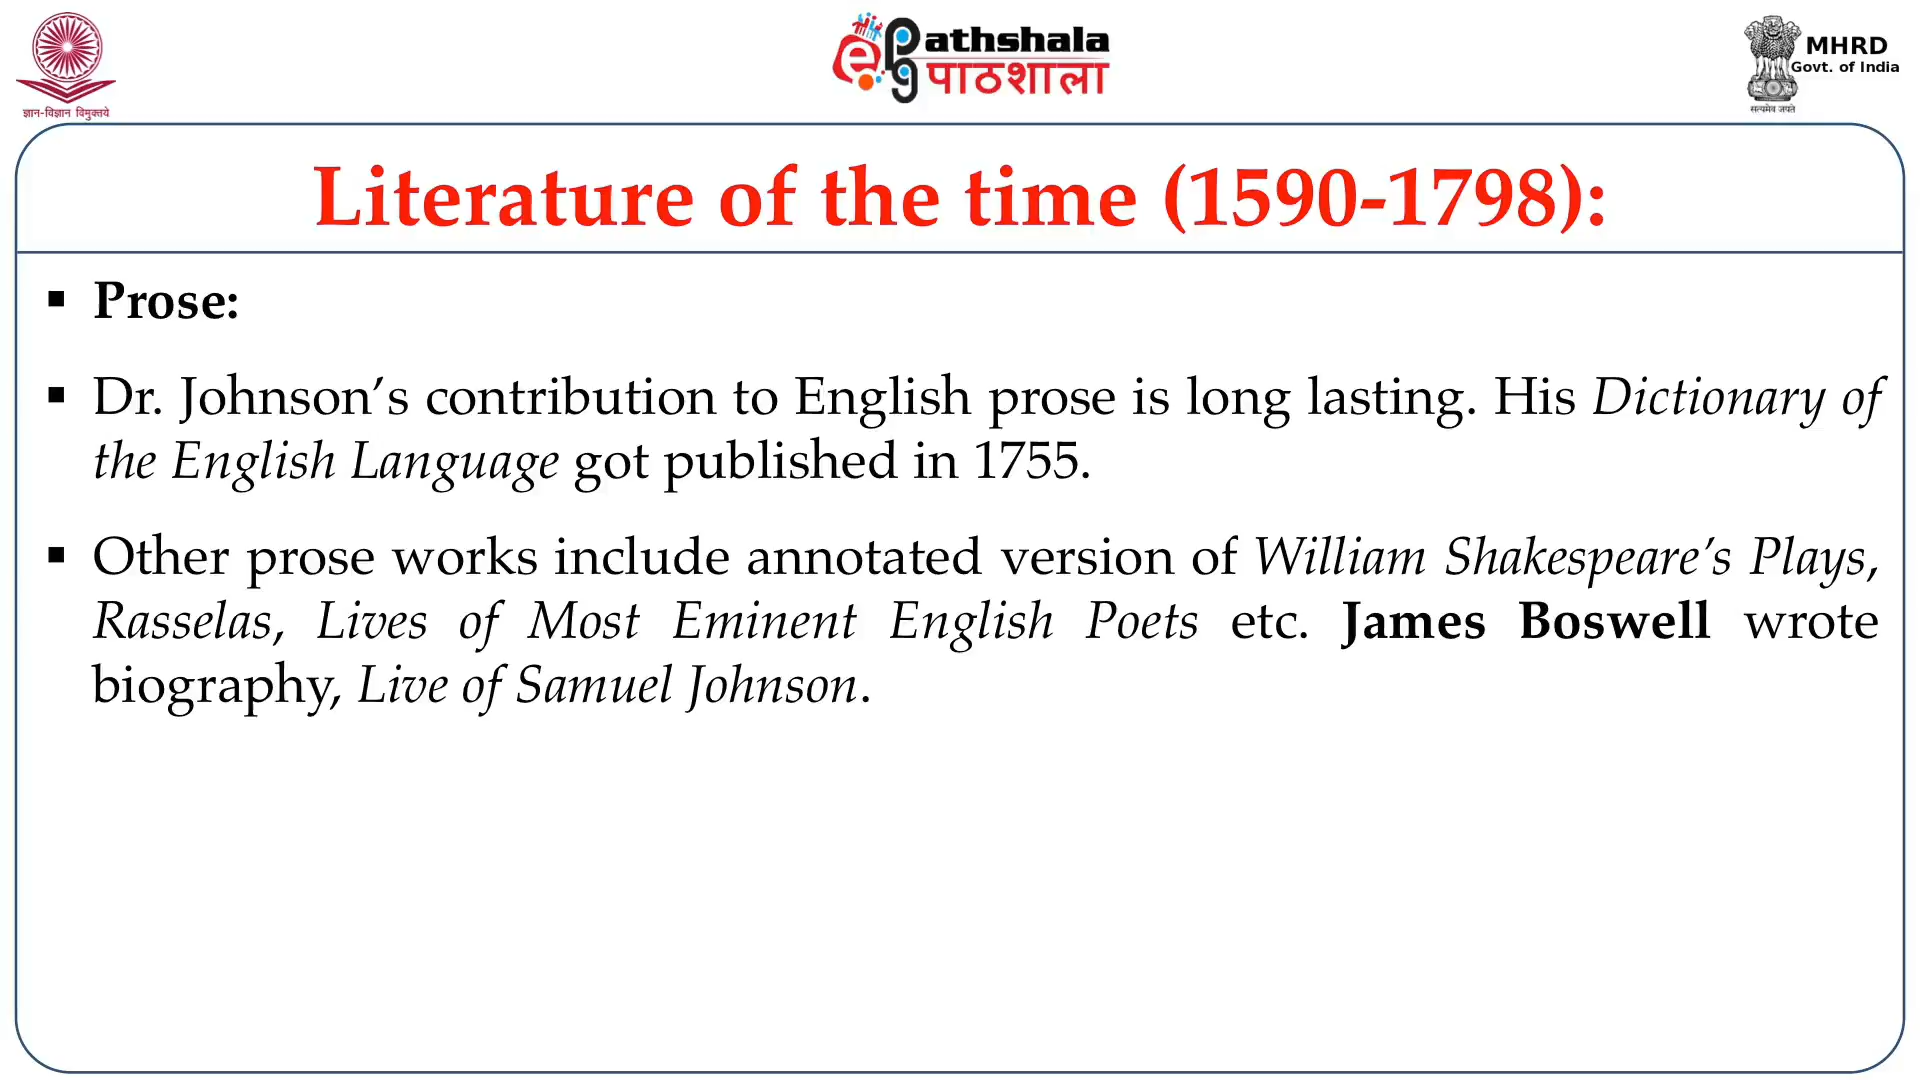 ज्ञान-विज्ञान विमुक्तये
e PG Pathshala
पाठशाला
MHRD
Govt. of India
सत्यमेव जयते
Literature of the time (1590-1798):
▪ Prose:
▪ Dr. Johnson’s contribution to English prose is long lasting. His Dictionary of
the English Language got published in 1755.
▪ Other prose works include annotated version of William Shakespeare’s Plays,
Rasselas, Lives of Most Eminent English Poets etc. James Boswell wrote
biography, Live of Samuel Johnson.